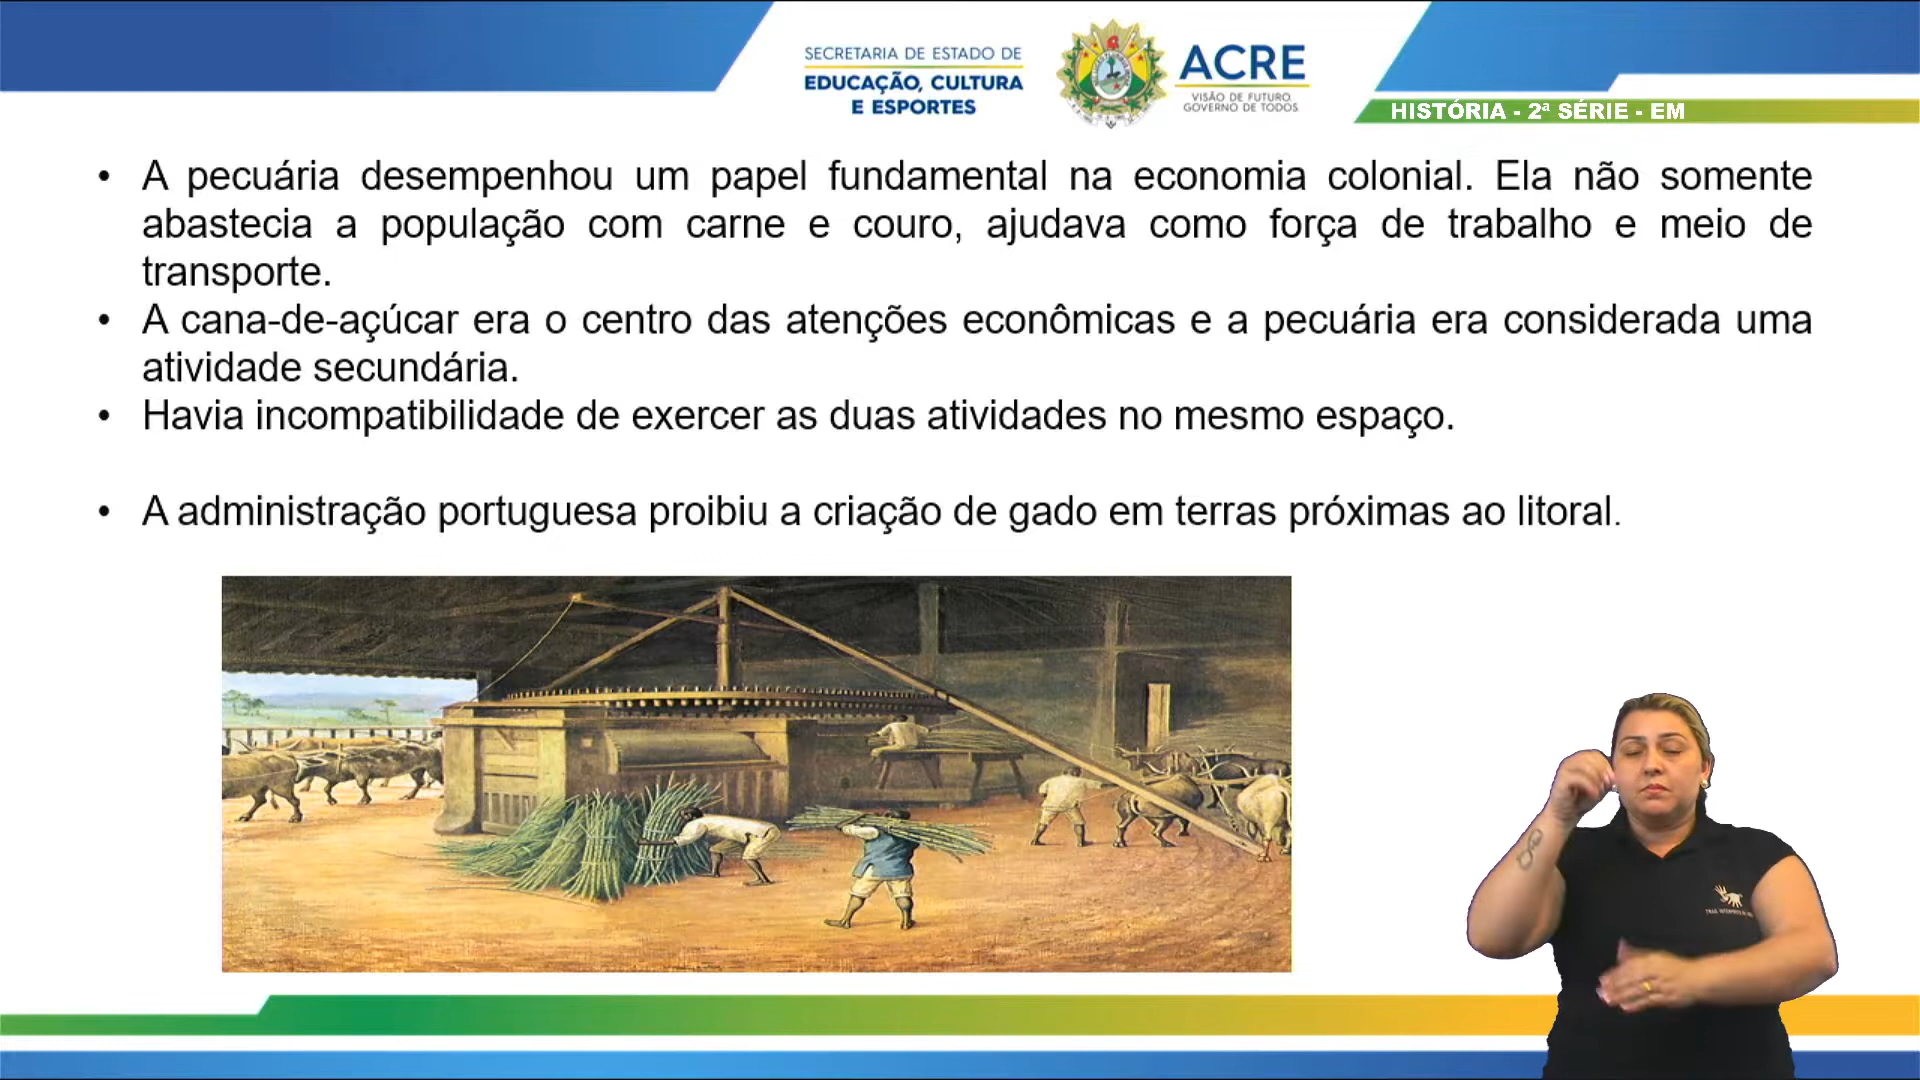 SECRETARIA DE ESTADO DE
EDUCAÇÃO, CULTURA
E ESPORTES
ACRE
VISÃO DE FUTURO.
GOVERNO DE TODOS
HISTÓRIA - 2ª SÉRIE - EM
• A pecuária desempenhou um papel fundamental na economia colonial. Ela não somente
abastecia a população com carne e couro, ajudava como força de trabalho e meio de
transporte.
• A cana-de-açúcar era o centro das atenções econômicas e a pecuária era considerada uma
atividade secundária.
• Havia incompatibilidade de exercer as duas atividades no mesmo espaço.
• A administração portuguesa proibiu a criação de gado em terras próximas ao litoral.